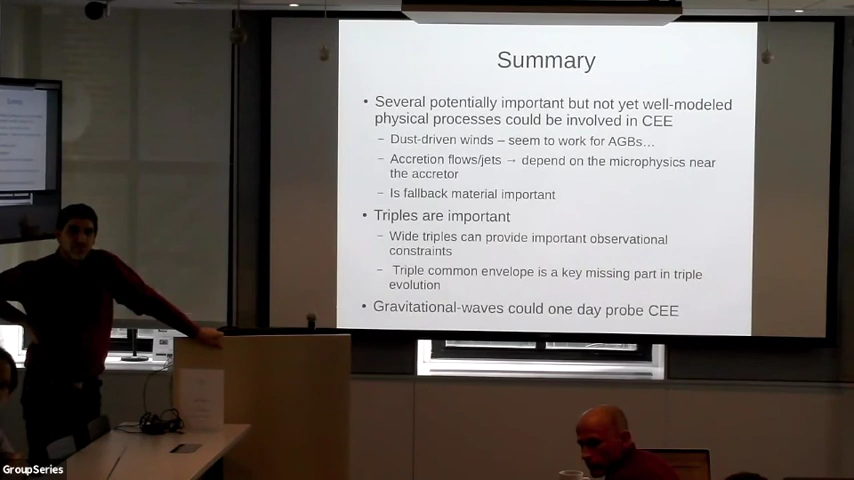 Summary
• Several potentially important but not yet well-modeled
physical processes could be involved in CEE
– Dust-driven winds – seem to work for AGBs…
– Accretion flows/jets → depend on the microphysics near
the accretor
– Is fallback material important
• Triples are important
– Wide triples can provide important observational
constraints
– Triple common envelope is a key missing part in triple
evolution
• Gravitational-waves could one day probe CEE
GroupSeries